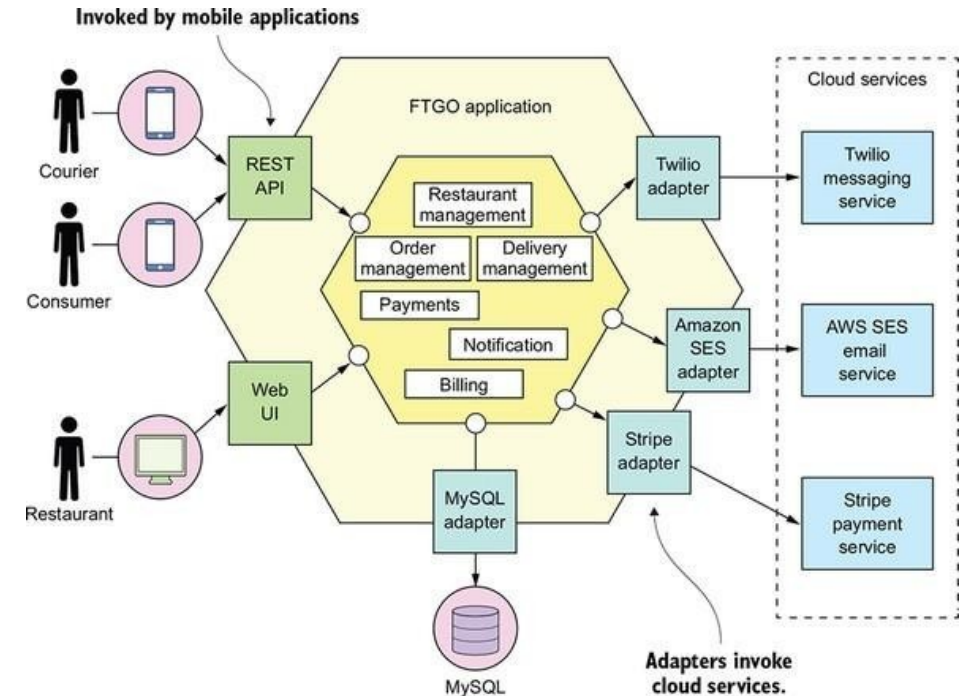 Invoked by mobile applications
Cloud services
FTGO application
Courier
REST
API
Twilio
adapter
Twilio
messaging
service
Restaurant
management
Order
management
Delivery
management
Consumer
Payments
Notification
Amazon
SES
adapter
AWS SES
email
service
Billing
Web
UI
Stripe
adapter
Restaurant
MySQL
adapter
Stripe
payment
service
MySQL
Adapters invoke
cloud services.